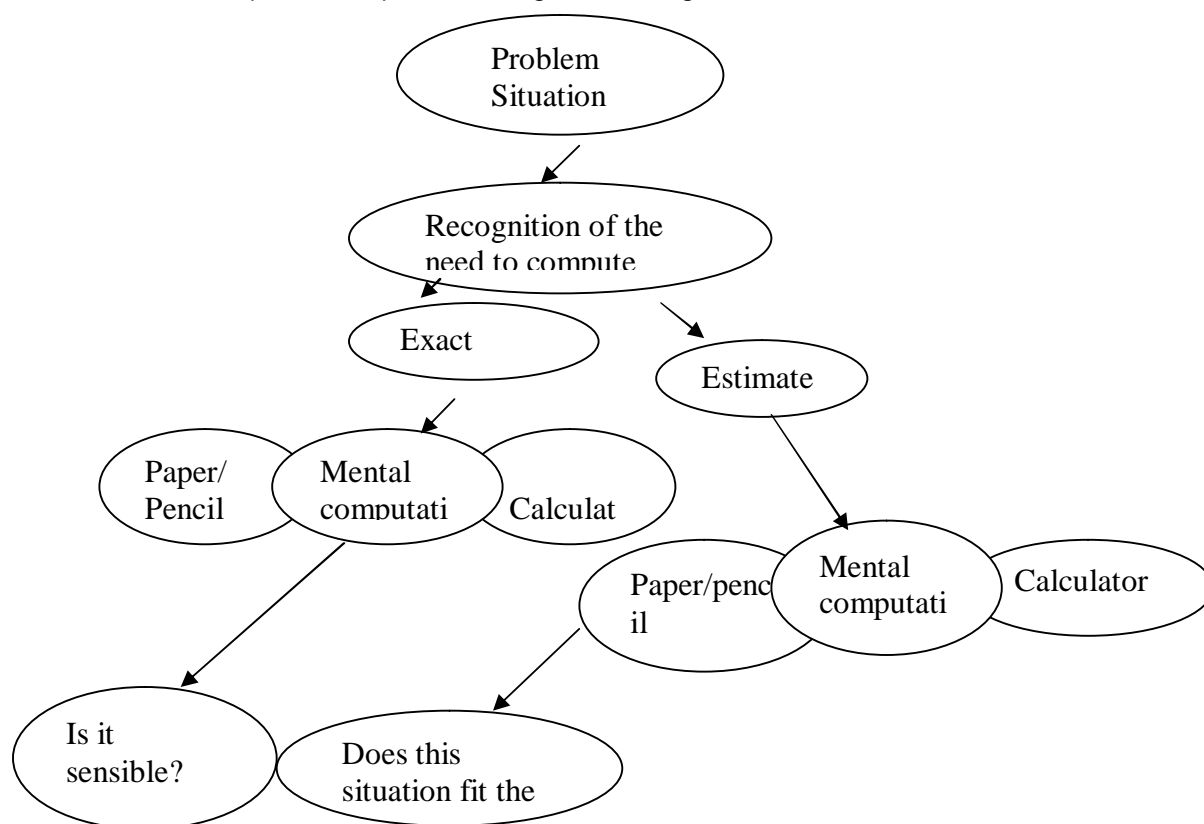 Problem
Situation
Recognition of the
need to compute
Exact
Estimate
Paper/
Pencil
Mental
computati
Calculat
Paper/penc
il
Mental
computati
Calculator
Is it
sensible?
Does this
situation fit the